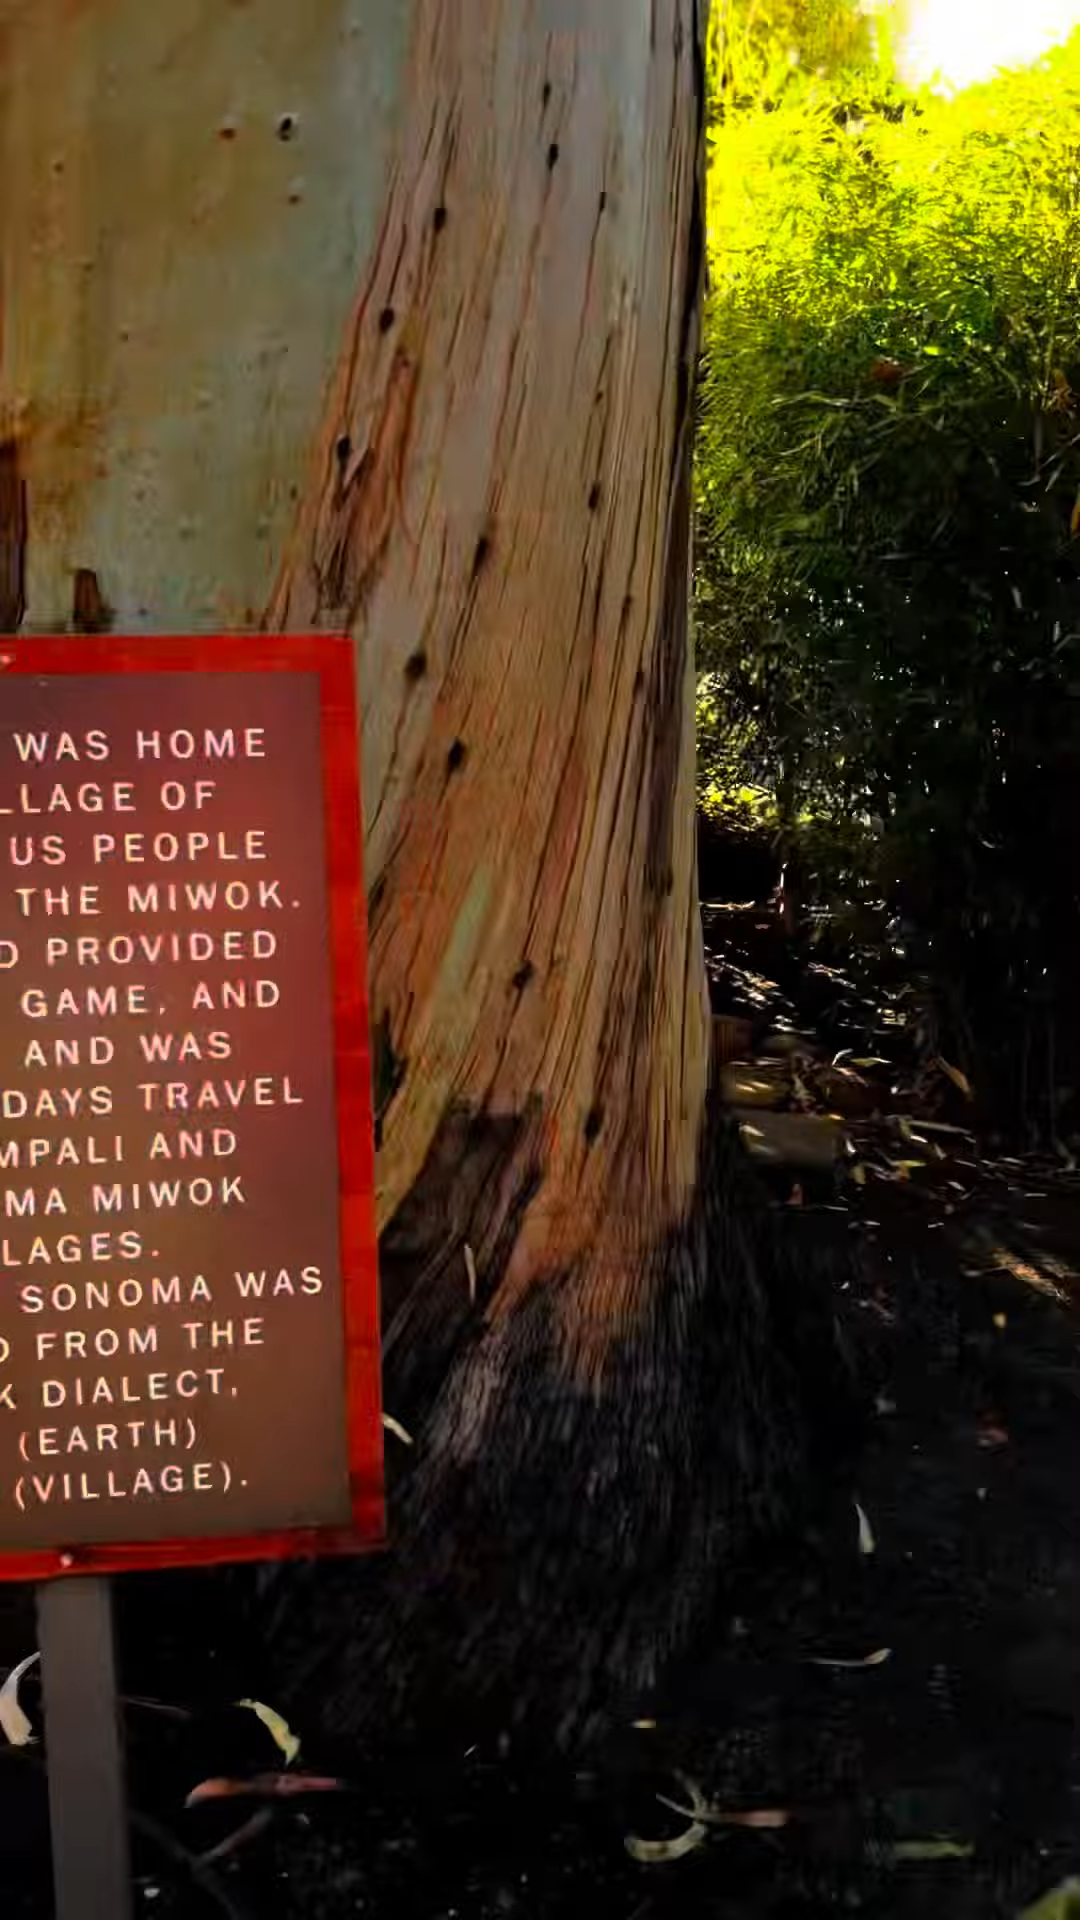 WAS HOME
LLAGE OF
US PEOPLE
THE MIWOK.
D PROVIDED
GAME, AND
AND WAS
DAYS TRAVEL
MPALI AND
MA MIWOK
LAGES.
SONOMA WAS
D FROM THE
K DIALECT,
(EARTH)
(VILLAGE).